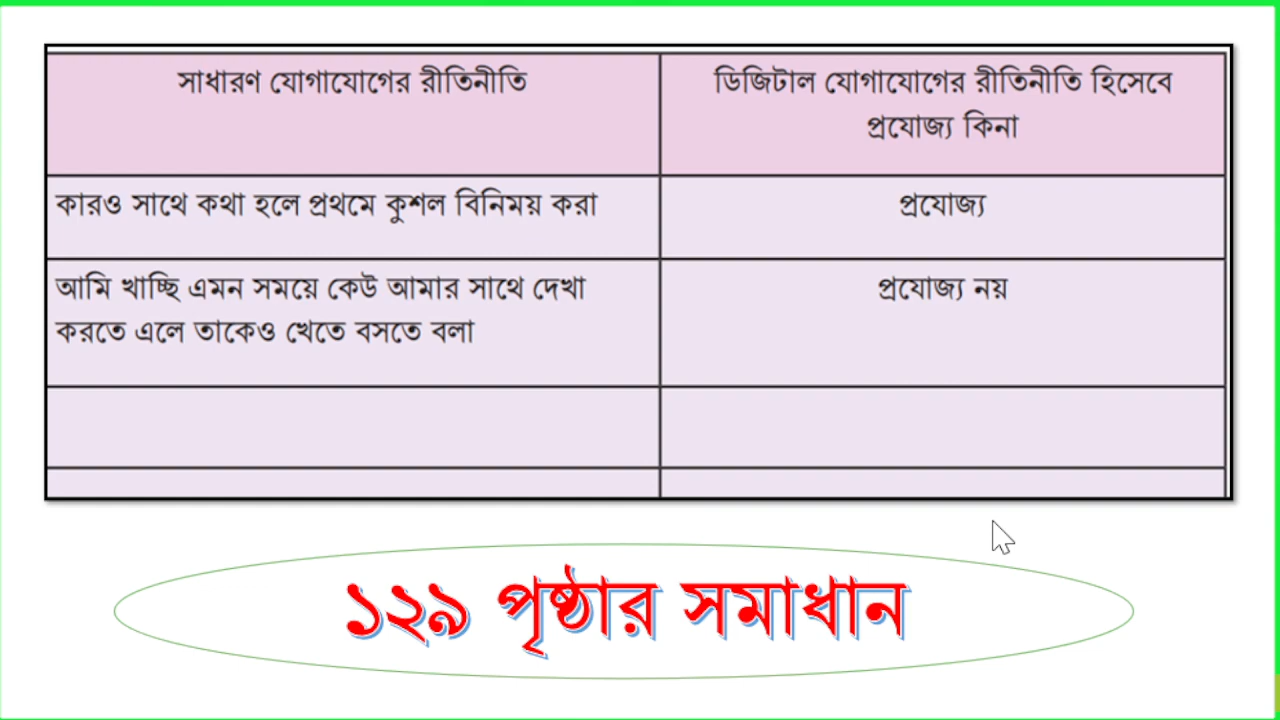 সাধারণ যোগাযোগের রীতিনীতি
ডিজিটাল যোগাযোগের রীতিনীতি হিসেবে
প্রযোজ্য কিনা
কারও সাথে কথা হলে প্রথমে কুশল বিনিময় করা
প্রযোজ্য
আমি খাচ্ছি এমন সময়ে কেউ আমার সাথে দেখা
করতে এলে তাকেও খেতে বসতে বলা
প্রযোজ্য নয়
১২৯ পৃষ্ঠার সমাধান